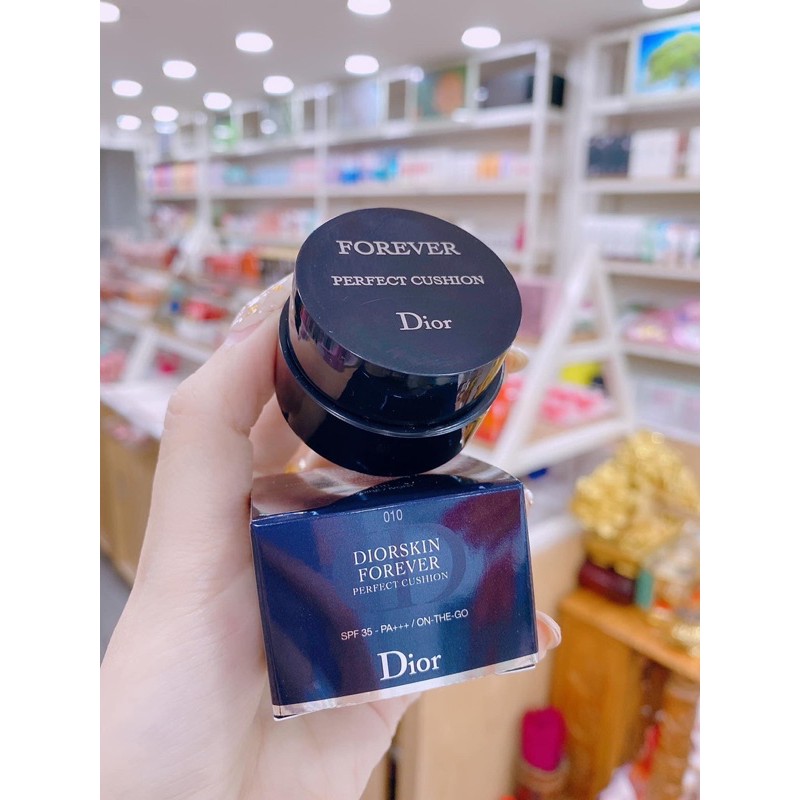 FOREVER
PERFECT CUSHION
Dior
010
DIORSKIN
FOREVER
PERFECT CUSHION
SPF 35 - PA+++ / ON-THE-GO
Dior